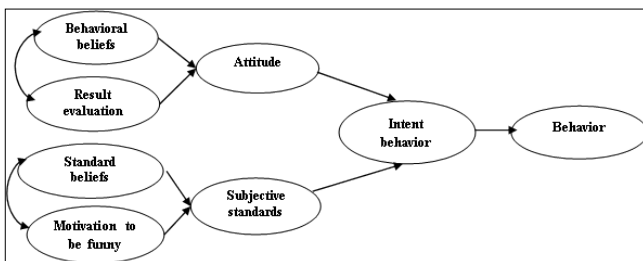 Behavioral
beliefs
Attitude
Result
evaluation
Intent
behavior
Behavior
Standard
beliefs
Subjective
standards
Motivation to
be funny